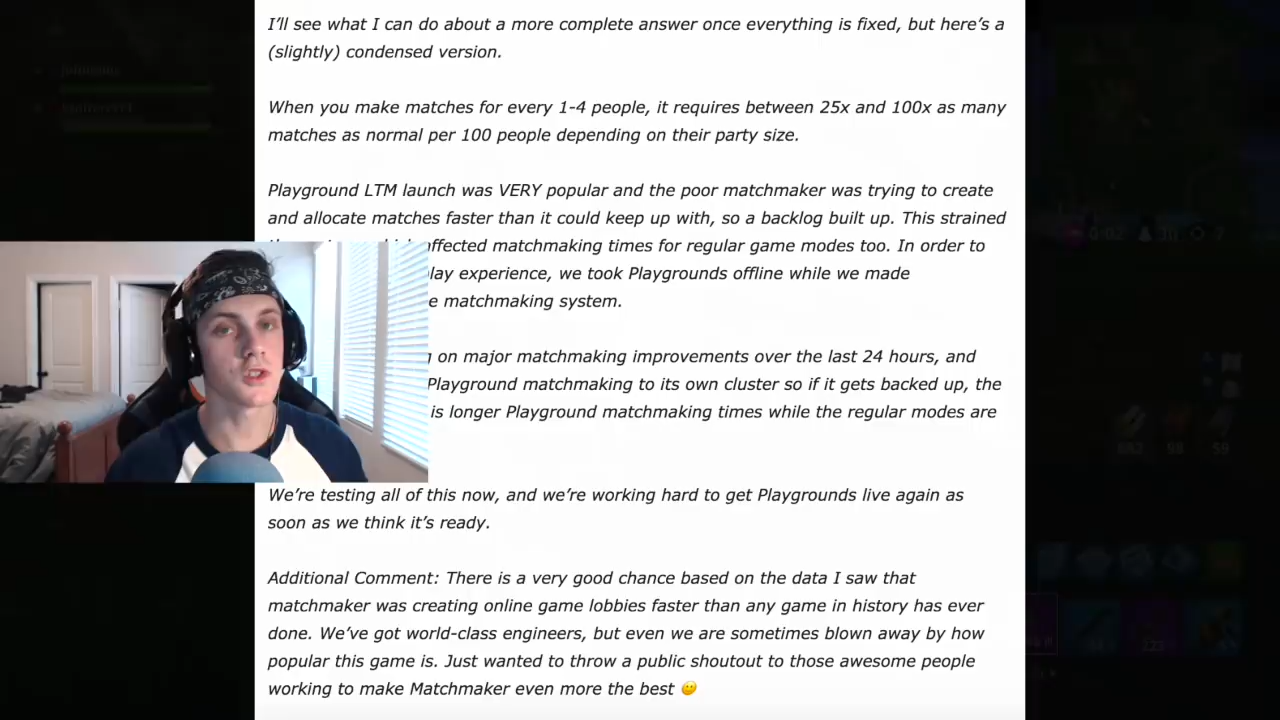 I'll see what I can do about a more complete answer once everything is fixed, but here's a
(slightly) condensed version.
When you make matches for every 1-4 people, it requires between 25x and 100x as many
matches as normal per 100 people depending on their party size.
Playground LTM launch was VERY popular and the poor matchmaker was trying to create
and allocate matches faster than it could keep up with, so a backlog built up. This strained
affected matchmaking times for regular game modes too. In order to
experience, we took Playgrounds offline while we made
matchmaking system.
on major matchmaking improvements over the last 24 hours, and
Playground matchmaking to its own cluster so if it gets backed up, the
is longer Playground matchmaking times while the regular modes are
We're testing all of this now, and we're working hard to get Playgrounds live again as
soon as we think it's ready.
Additional Comment: There is a very good chance based on the data I saw that
matchmaker was creating online game lobbies faster than any game in history has ever
done. We've got world-class engineers, but even we are sometimes blown away by how
popular this game is. Just wanted to throw a public shoutout to those awesome people
working to make Matchmaker even more the best